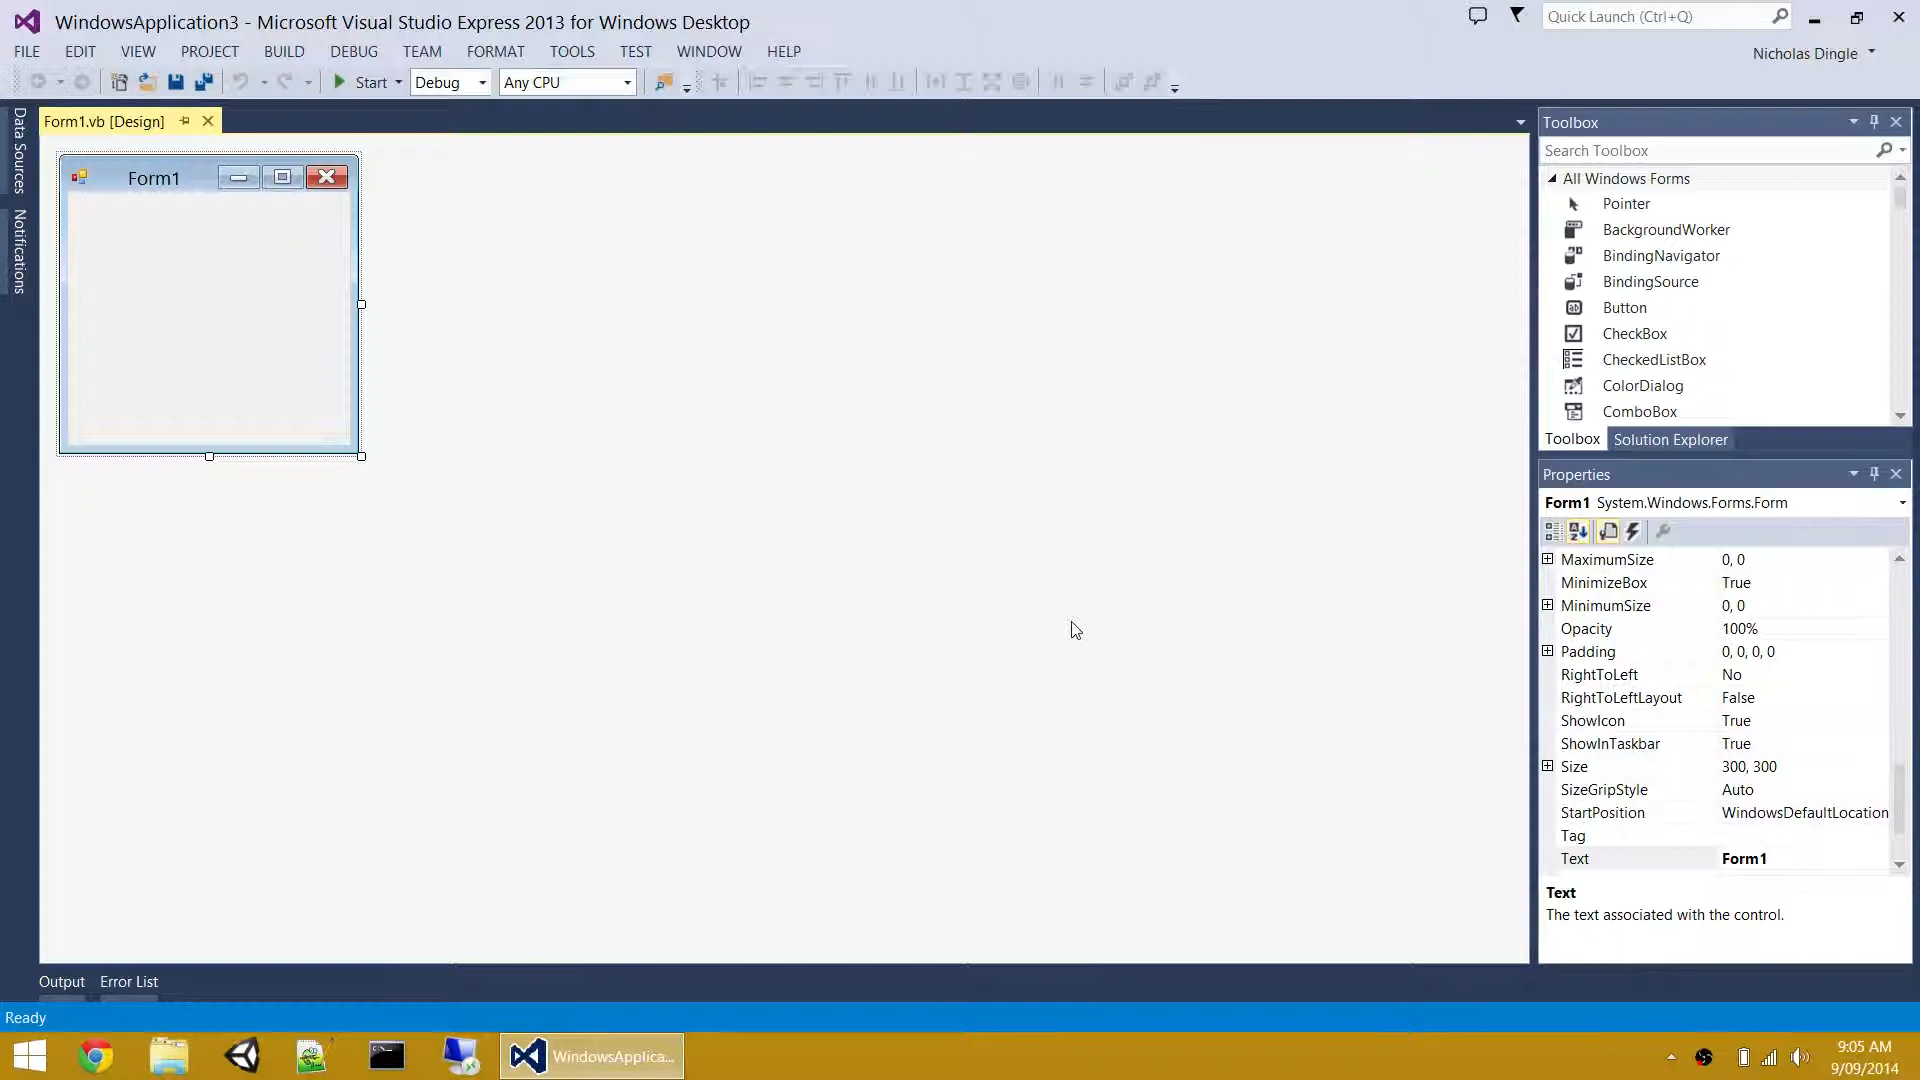 WindowsApplication3 - Microsoft Visual Studio Express 2013 for Windows Desktop
Quick Launch (Ctrl+Q)
FILE EDIT VIEW PROJECT BUILD DEBUG TEAM FORMAT TOOLS TEST WINDOW HELP
Nicholas Dingle
Start Debug Any CPU
Data Sources
Notifications
Form1.vb [Design]
Form1
Toolbox
Search Toolbox
All Windows Forms
Pointer
BackgroundWorker
BindingNavigator
BindingSource
Button
CheckBox
CheckedListBox
ColorDialog
ComboBox
Toolbox Solution Explorer
Properties
Form1 System.Windows.Forms.Form
MaximumSize 0, 0
MinimizeBox True
MinimumSize 0, 0
Opacity 100%
Padding 0, 0, 0, 0
RightToLeft No
RightToLeftLayout False
ShowIcon True
ShowInTaskbar True
Size 300, 300
SizeGripStyle Auto
StartPosition WindowsDefaultLocation
Tag
Text Form1
Text
The text associated with the control.
Output Error List
Ready
WindowsApplica...
9:05 AM
9/09/2014